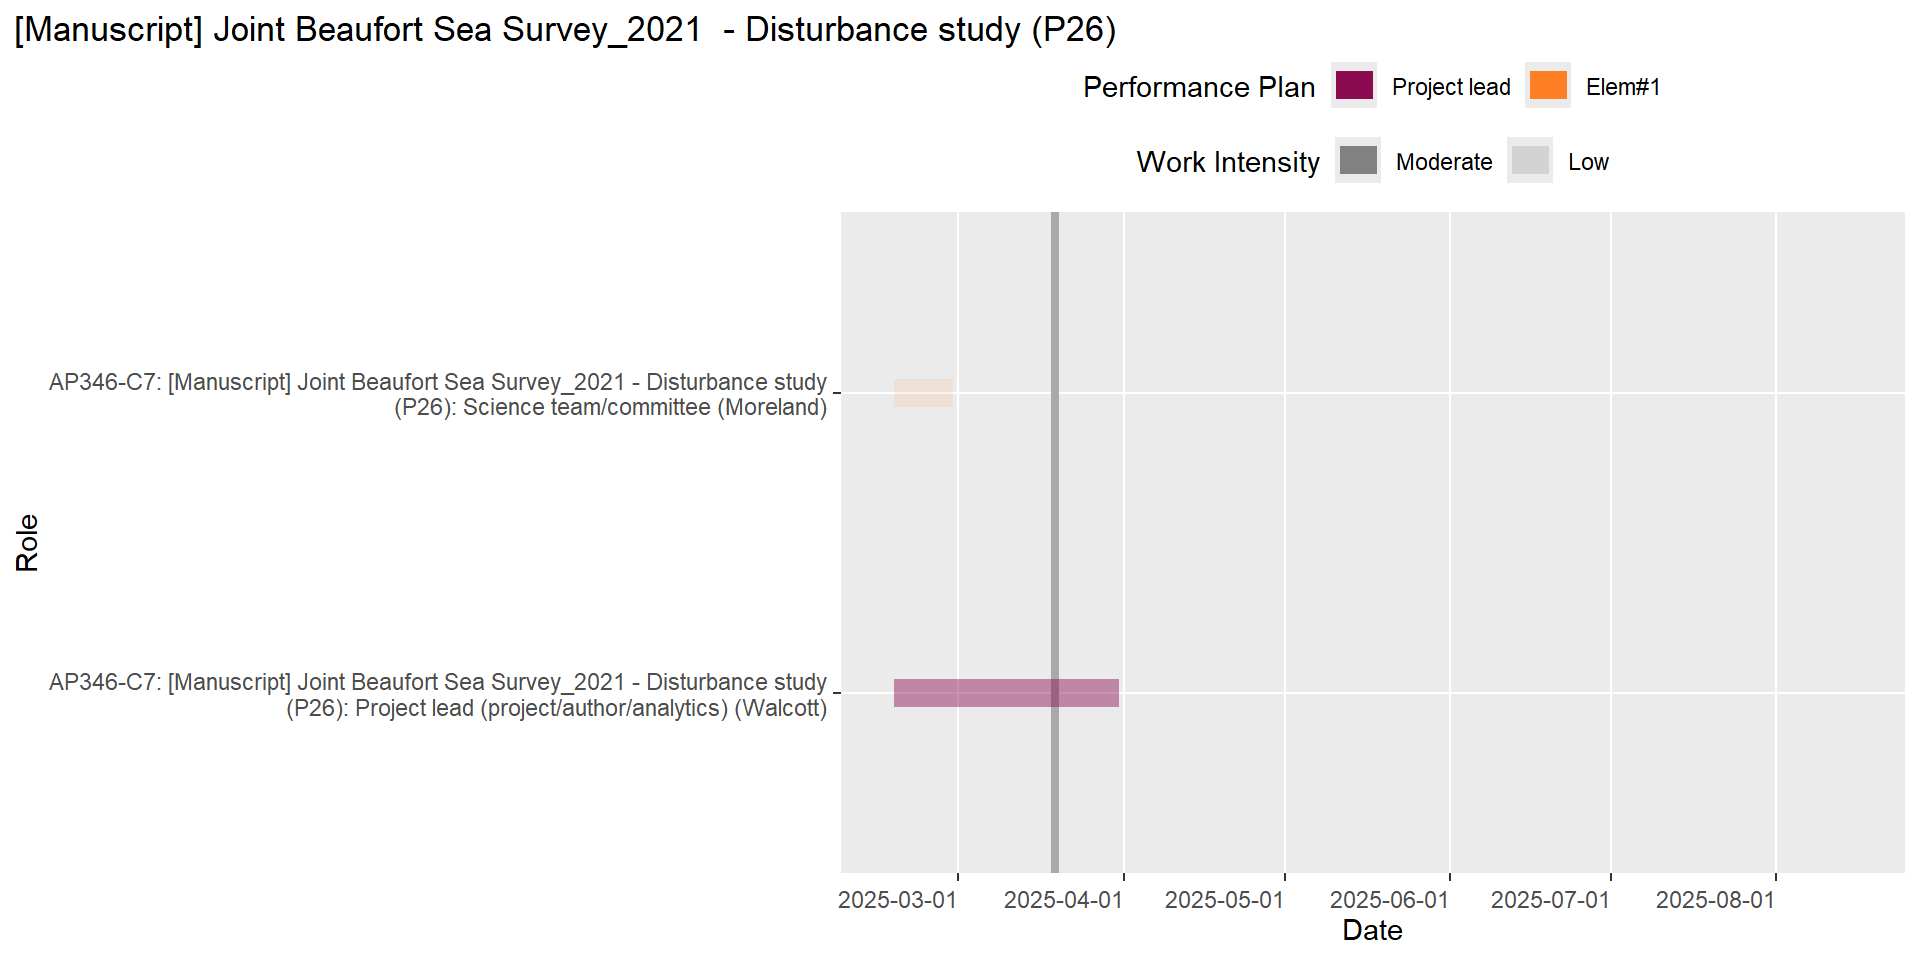 [Manuscript] Joint Beaufort Sea Survey_2021  - Disturbance study (P26)
Performance Plan Project lead Elem#1
Work Intensity Moderate Low
AP346-C7: [Manuscript] Joint Beaufort Sea Survey_2021 - Disturbance study
(P26): Science team/committee (Moreland)
Role
AP346-C7: [Manuscript] Joint Beaufort Sea Survey_2021 - Disturbance study
(P26): Project lead (project/author/analytics) (Walcott)
2025-03-01 2025-04-01 2025-05-01 2025-06-01 2025-07-01 2025-08-01
Date